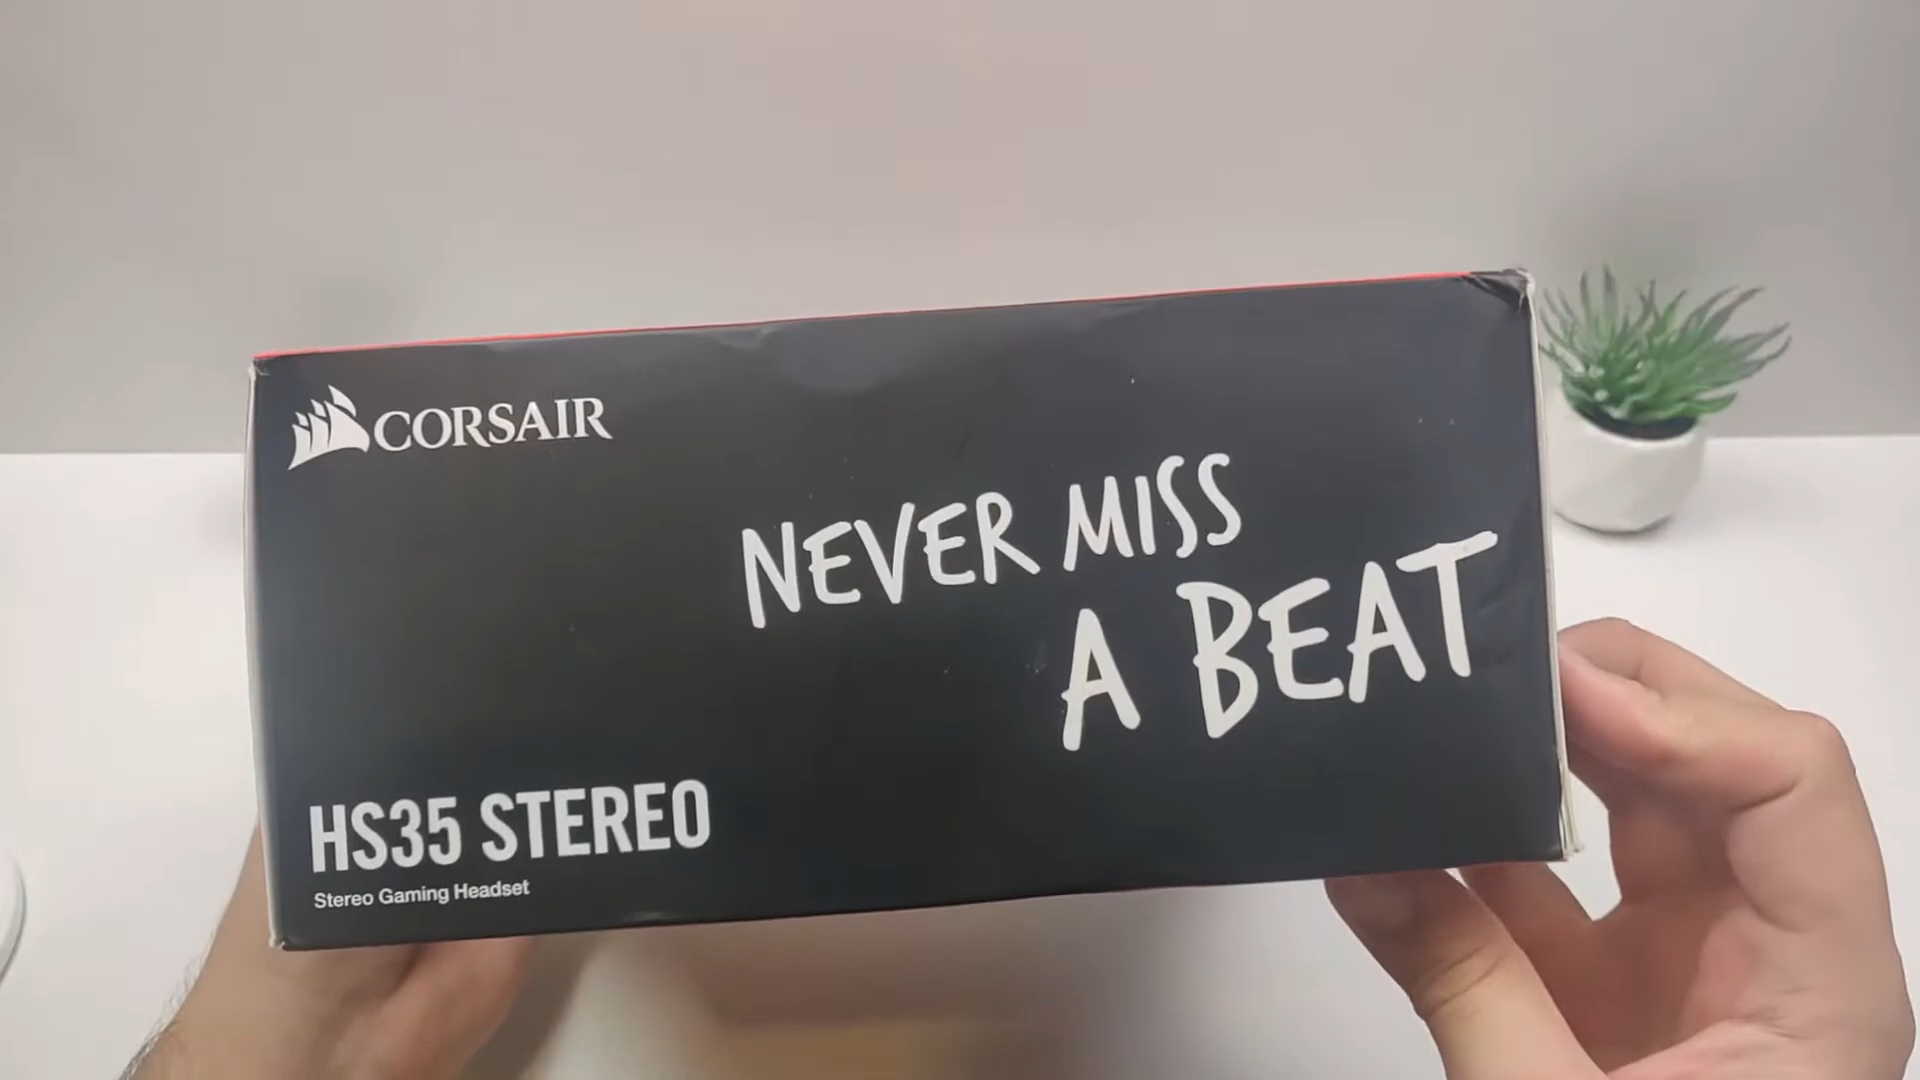 CORSAIR
NEVER MISS
A BEAT
HS35 STEREO
Stereo Gaming Headset